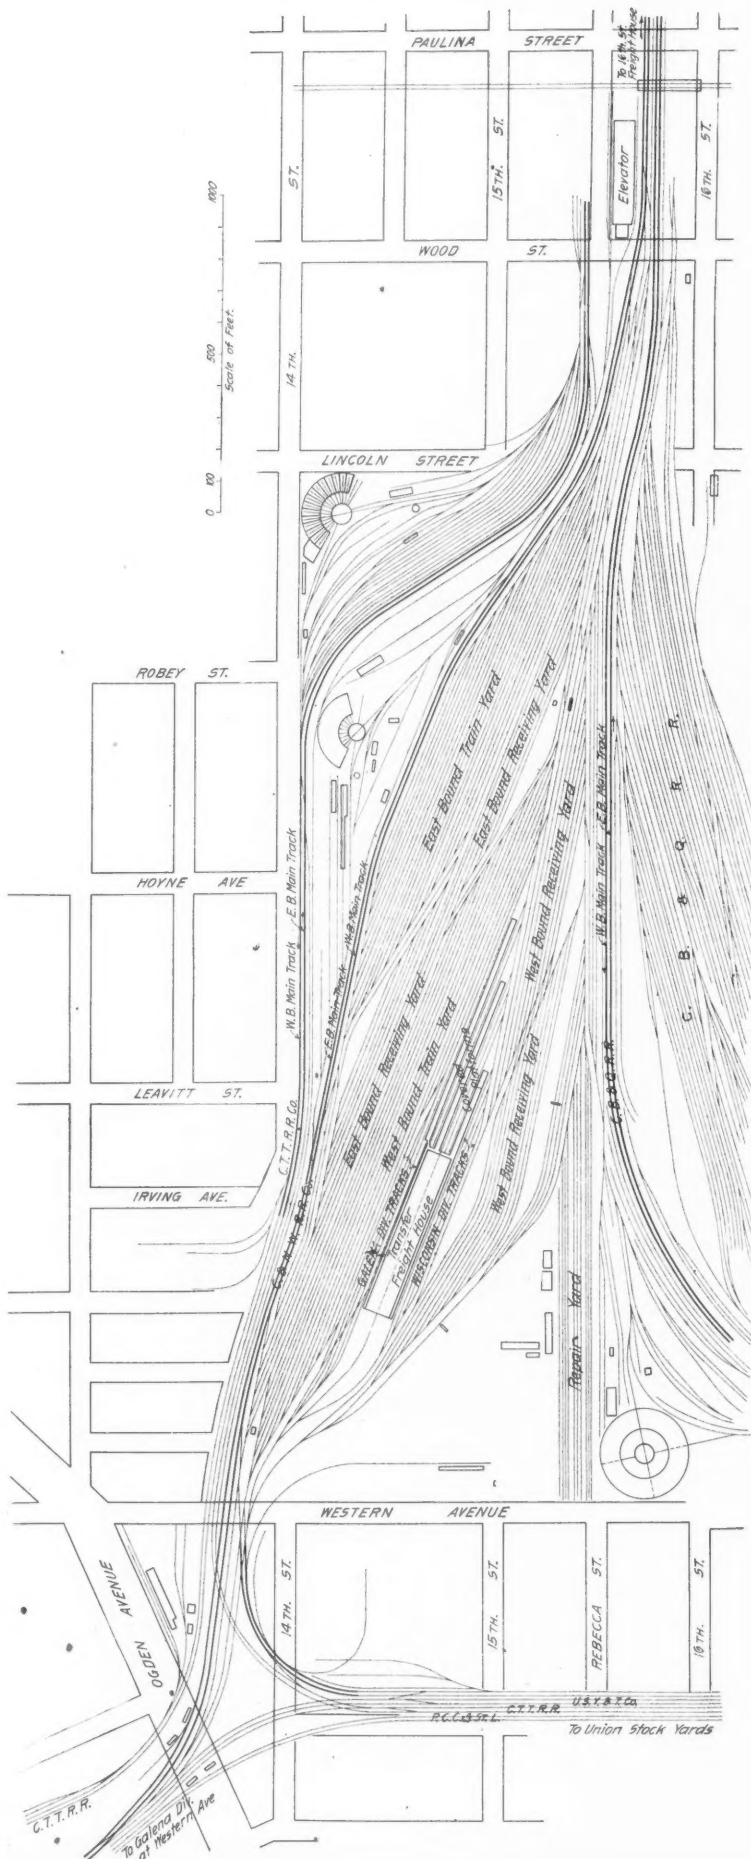 PAULINA STREET
To 16th. St.
Freight House
15TH. ST.
16TH. ST.
14TH. ST.
Elevator
WOOD ST.
1000
500
100
0
Scale of Feet.
LINCOLN STREET
ROBEY ST.
East Bound Train Yard
East Bound Receiving Yard
West Bound Receiving Yard
W.B. Main Track
E.B. Main Track
C. B. & Q. R. R.
HOYNE AVE
W.B. Main Track
E.B. Main Track
E.B. Main Track
W.B. Main Track
East Bound Receiving Yard
West Bound Train Yard
Covered Platforms
West Bound Receiving Yard
C. B. & Q. R. R.
LEAVITT ST.
C.T.T.R.R.Co.
IRVING AVE.
C. & N. W. R. R. Co.
GALENA DIV. TRACKS
Transfer
Freight House
WISCONSIN DIV. TRACKS
Repair Yard
WESTERN AVENUE
OGDEN AVENUE
14TH. ST.
15TH. ST.
REBECCA ST
16TH. ST.
P.C.C.& St. L.
C.T.T.R.R.
U.S.Y.& T.Co.
To Union Stock Yards
C.T.T.R.R.
To Galena Div.
at Western Ave